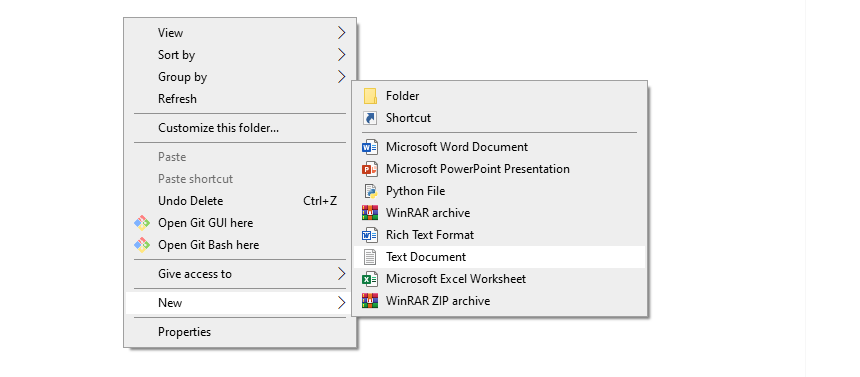 View
Sort by
Group by
Refresh
Customize this folder...
Paste
Paste shortcut
Undo Delete Ctrl+Z
Open Git GUI here
Open Git Bash here
Give access to
New
Properties
Folder
Shortcut
Microsoft Word Document
Microsoft PowerPoint Presentation
Python File
WinRAR archive
Rich Text Format
Text Document
Microsoft Excel Worksheet
WinRAR ZIP archive